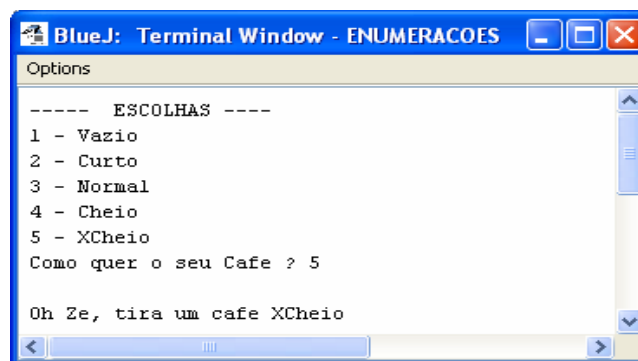 BlueJ: Terminal Window - ENUMERACOES
Options
----- ESCOLHAS ----
1 - Vazio
2 - Curto
3 - Normal
4 - Cheio
5 - XCheio
Como quer o seu Cafe ? 5
Oh Ze, tira um cafe XCheio